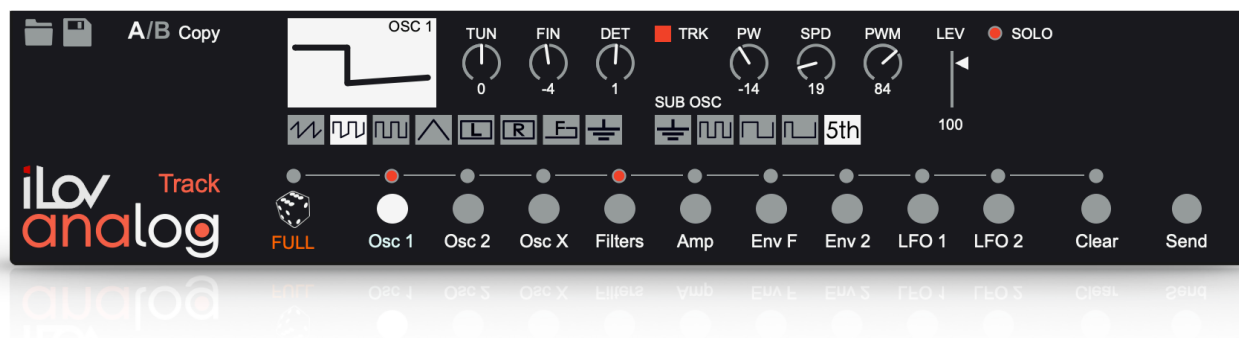 A/B Copy
OSC 1
TUN FIN DET TRK PW SPD PWM LEV SOLO
0 -4 1 -14 19 84
SUB OSC
L R F 5th
100
iLov analog
Track
FULL Osc 1 Osc 2 Osc X Filters Amp Env F Env 2 LFO 1 LFO 2 Clear Send